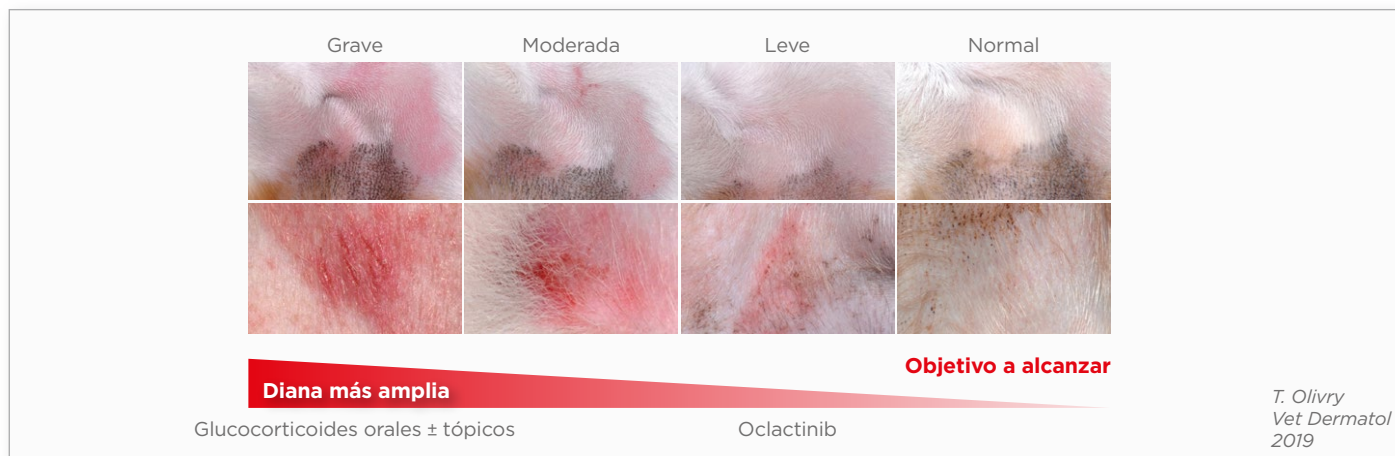 Grave
Moderada
Leve
Normal
Objetivo a alcanzar
Diana más amplia
Glucocorticoides orales ± tópicos
Oclactinib
T. Olivry
Vet Dermatol
2019